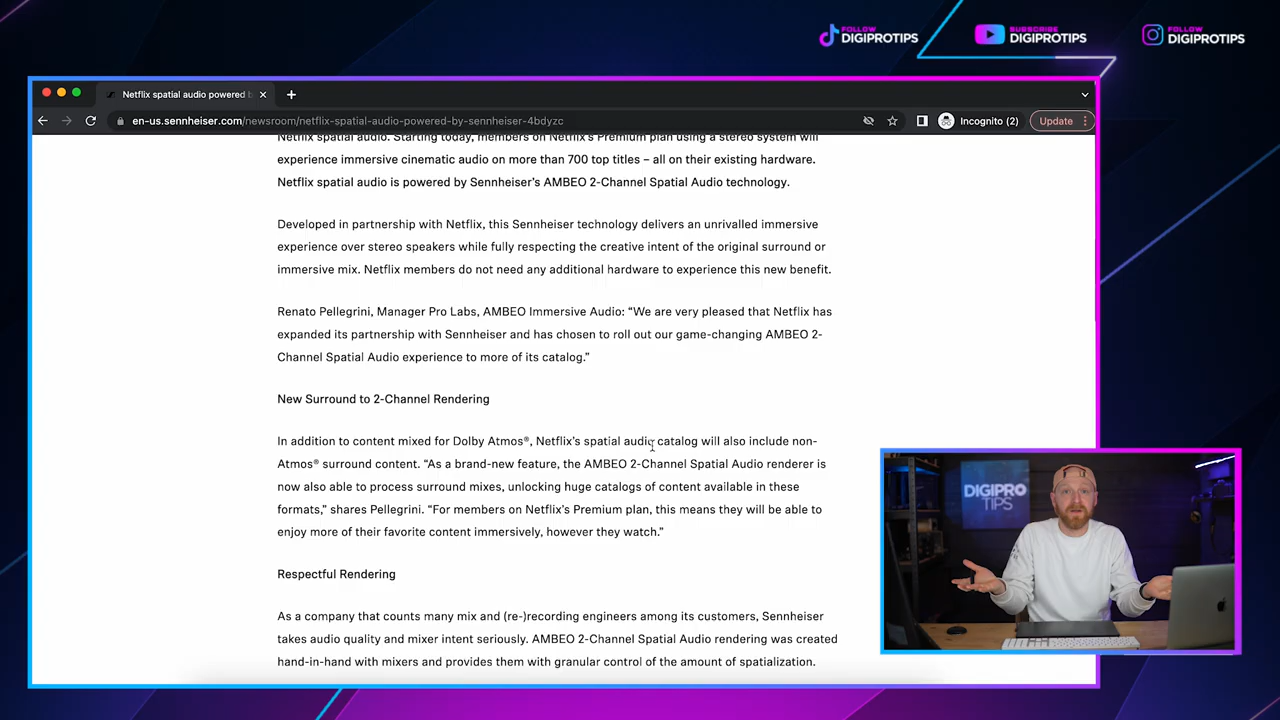 FOLLOW
DIGIPROTIPS
SUBSCRIBE
DIGIPROTIPS
FOLLOW
DIGIPROTIPS
Netflix spatial audio powered b
en-us.sennheiser.com/newsroom/netflix-spatial-audio-powered-by-sennheiser-4bdyzc
Incognito (2)
Update
Netflix spatial audio. Starting today, members on Netflix's Premium plan using a stereo system will
experience immersive cinematic audio on more than 700 top titles – all on their existing hardware.
Netflix spatial audio is powered by Sennheiser's AMBEO 2-Channel Spatial Audio technology.
Developed in partnership with Netflix, this Sennheiser technology delivers an unrivalled immersive
experience over stereo speakers while fully respecting the creative intent of the original surround or
immersive mix. Netflix members do not need any additional hardware to experience this new benefit.
Renato Pellegrini, Manager Pro Labs, AMBEO Immersive Audio: “We are very pleased that Netflix has
expanded its partnership with Sennheiser and has chosen to roll out our game-changing AMBEO 2-
Channel Spatial Audio experience to more of its catalog.”
New Surround to 2-Channel Rendering
In addition to content mixed for Dolby Atmos®, Netflix's spatial audio catalog will also include non-
Atmos® surround content. “As a brand-new feature, the AMBEO 2-Channel Spatial Audio renderer is
now also able to process surround mixes, unlocking huge catalogs of content available in these
formats,” shares Pellegrini. “For members on Netflix's Premium plan, this means they will be able to
enjoy more of their favorite content immersively, however they watch.”
Respectful Rendering
As a company that counts many mix and (re-)recording engineers among its customers, Sennheiser
takes audio quality and mixer intent seriously. AMBEO 2-Channel Spatial Audio rendering was created
hand-in-hand with mixers and provides them with granular control of the amount of spatialization.
DIGIPRO
TIPS